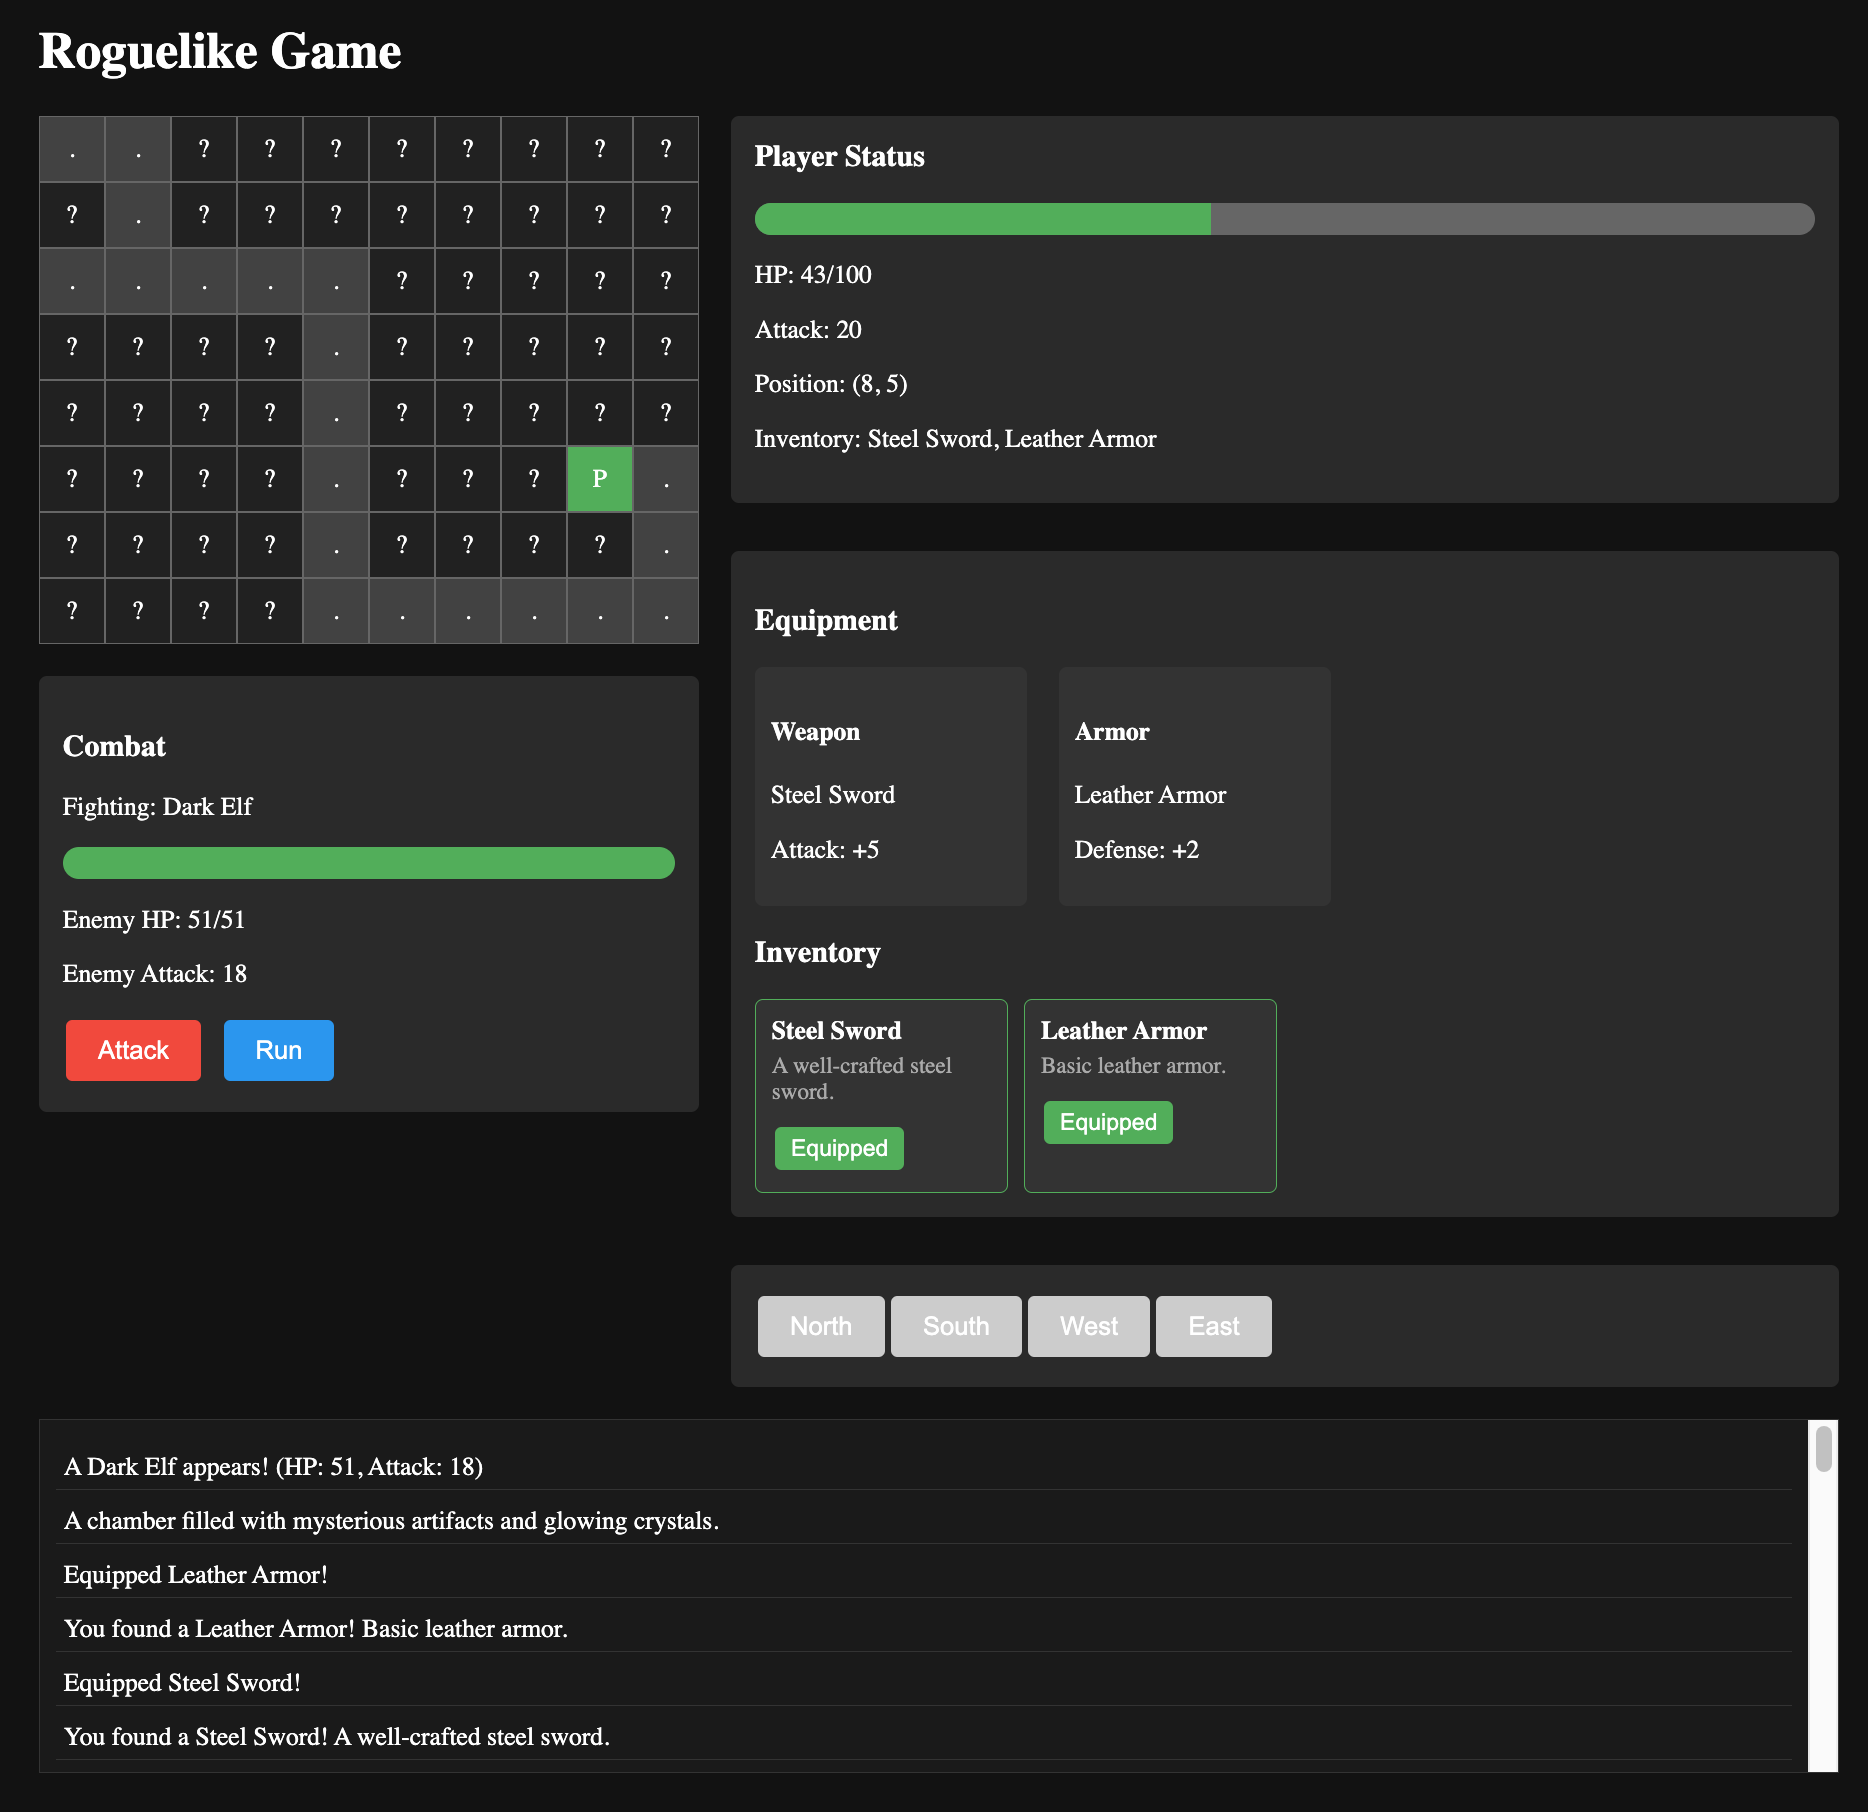 Roguelike Game
. . ? ? ? ? ? ? ? ?
? . ? ? ? ? ? ? ? ?
. . . . . ? ? ? ? ?
? ? ? ? . ? ? ? ? ?
? ? ? ? . ? ? ? ? ?
? ? ? ? . ? ? ? P .
? ? ? ? . ? ? ? ? .
? ? ? ? . . . . . .
Combat
Fighting: Dark Elf
Enemy HP: 51/51
Enemy Attack: 18
Attack Run
Player Status
HP: 43/100
Attack: 20
Position: (8, 5)
Inventory: Steel Sword, Leather Armor
Equipment
Weapon
Steel Sword
Attack: +5
Armor
Leather Armor
Defense: +2
Inventory
Steel Sword
A well-crafted steel
sword.
Equipped
Leather Armor
Basic leather armor.
Equipped
North South West East
A Dark Elf appears! (HP: 51, Attack: 18)
A chamber filled with mysterious artifacts and glowing crystals.
Equipped Leather Armor!
You found a Leather Armor! Basic leather armor.
Equipped Steel Sword!
You found a Steel Sword! A well-crafted steel sword.